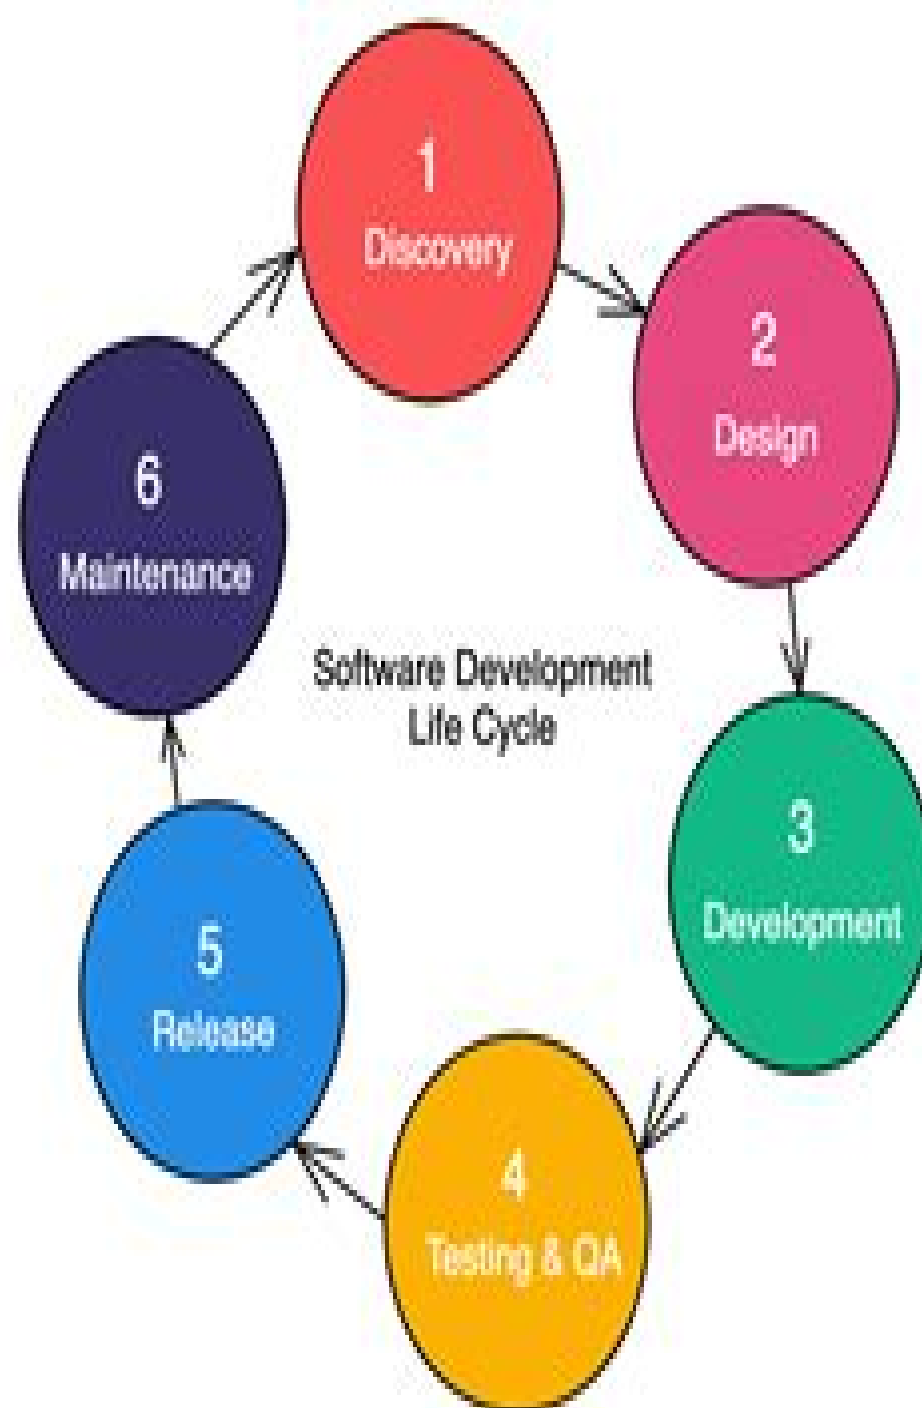 1
Discovery
2
Design
3
Development
4
Testing & QA
5
Release
6
Maintenance
Software Development
Life Cycle